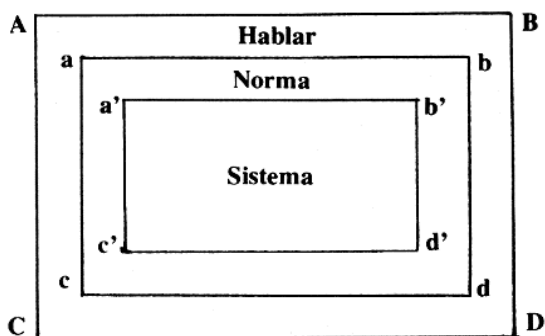 A B
Hablar
a b
Norma
a’ b’
Sistema
c’ d’
c d
C D